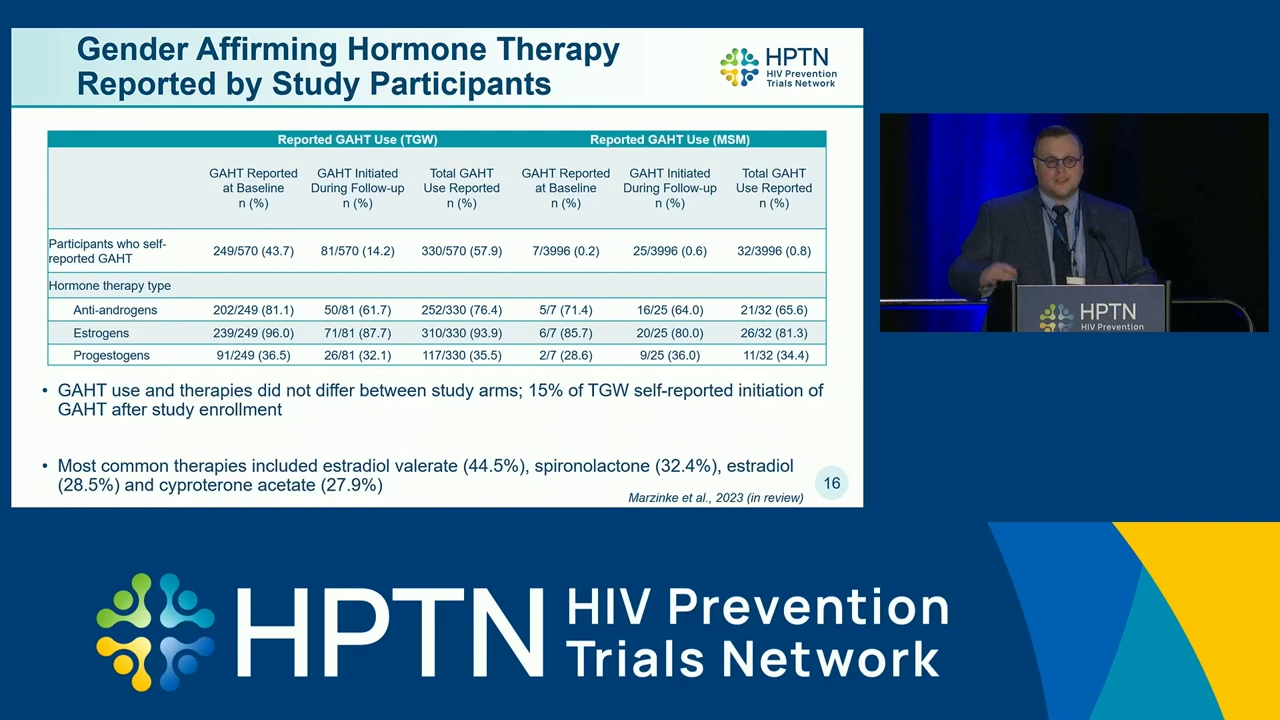 Gender Affirming Hormone Therapy
Reported by Study Participants
HPTN
HIV Prevention
Trials Network
Reported GAHT Use (TGW) Reported GAHT Use (MSM)
GAHT Reported GAHT Initiated Total GAHT GAHT Reported GAHT Initiated Total GAHT
at Baseline During Follow-up Use Reported at Baseline During Follow-up Use Reported
n (%) n (%) n (%) n (%) n (%) n (%)
Participants who self-
reported GAHT 249/570 (43.7) 81/570 (14.2) 330/570 (57.9) 7/3996 (0.2) 25/3996 (0.6) 32/3996 (0.8)
Hormone therapy type
Anti-androgens 202/249 (81.1) 50/81 (61.7) 252/330 (76.4) 5/7 (71.4) 16/25 (64.0) 21/32 (65.6)
Estrogens 239/249 (96.0) 71/81 (87.7) 310/330 (93.9) 6/7 (85.7) 20/25 (80.0) 26/32 (81.3)
Progestogens 91/249 (36.5) 26/81 (32.1) 117/330 (35.5) 2/7 (28.6) 9/25 (36.0) 11/32 (34.4)
• GAHT use and therapies did not differ between study arms; 15% of TGW self-reported initiation of
GAHT after study enrollment
• Most common therapies included estradiol valerate (44.5%), spironolactone (32.4%), estradiol
(28.5%) and cyproterone acetate (27.9%)
16
Marzinke et al., 2023 (in review)
HPTN
HIV Prevention
HPTN
HIV Prevention
Trials Network